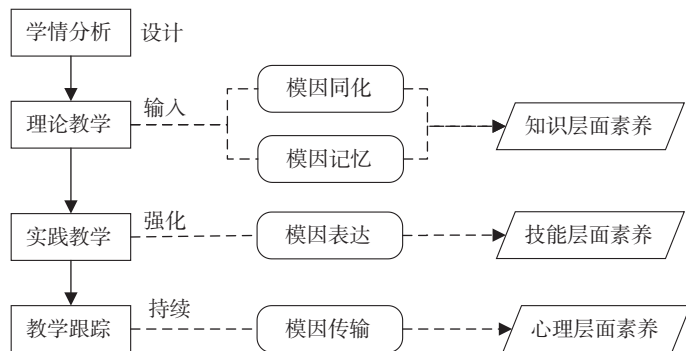 学情分析
设计
模因同化
输入
理论教学
知识层面素养
模因记忆
强化
实践教学
模因表达
技能层面素养
持续
教学跟踪
模因传输
心理层面素养